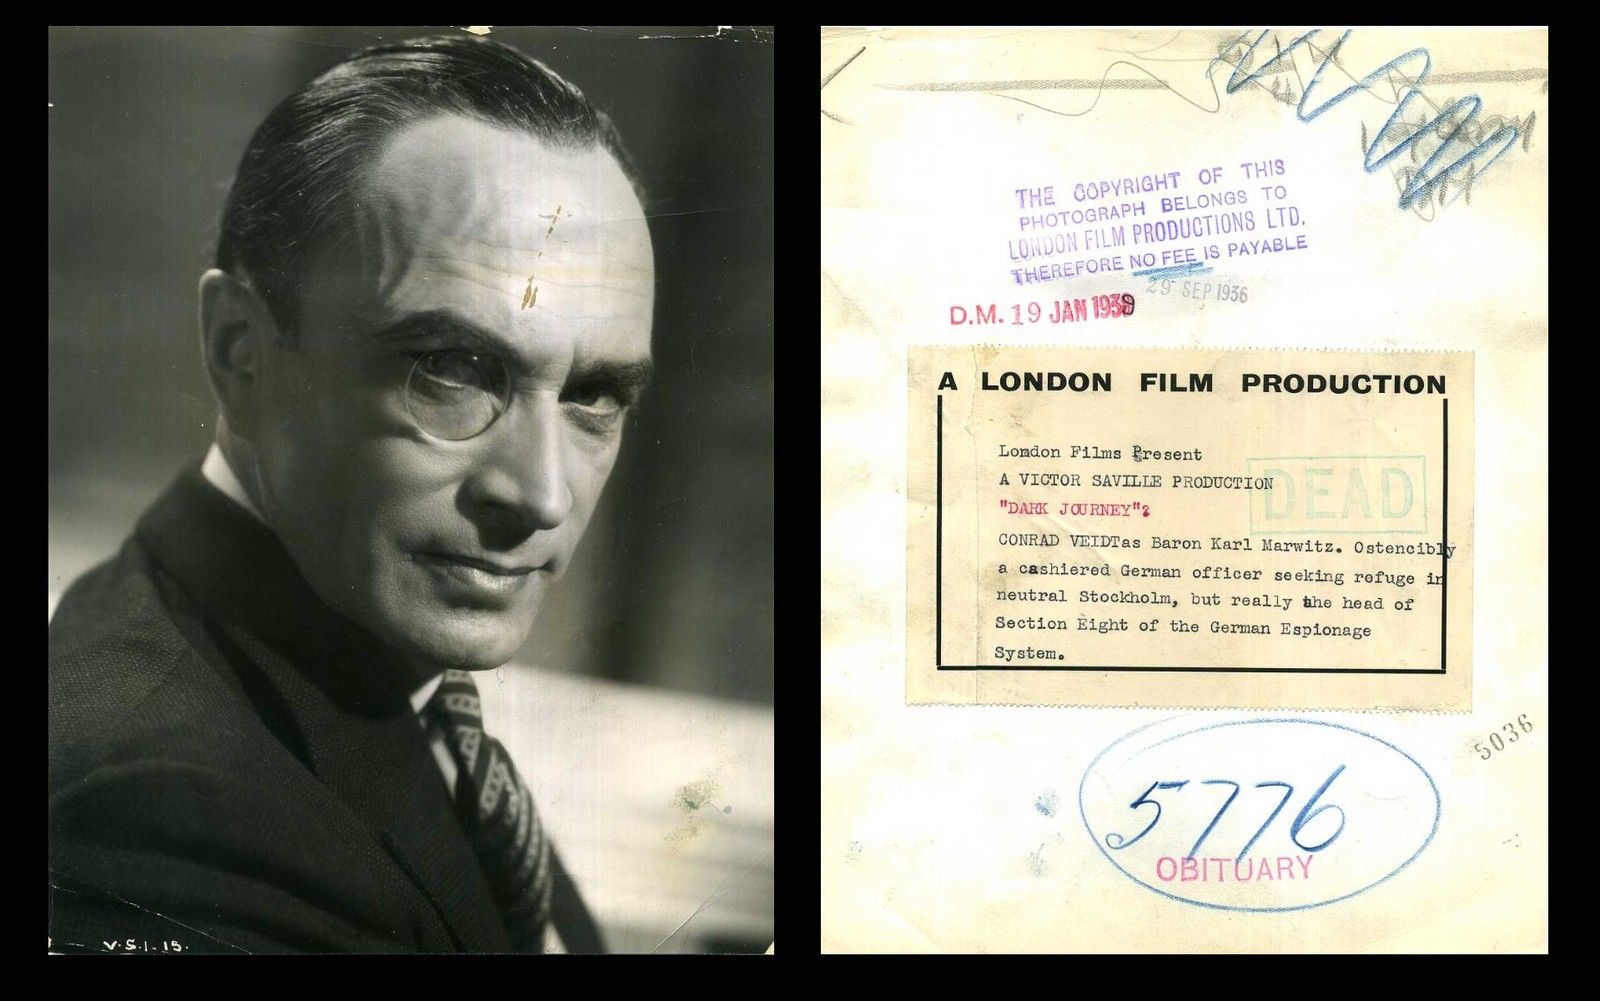 V.S.1.15.
THE COPYRIGHT OF THIS
PHOTOGRAPH BELONGS TO
LONDON FILM PRODUCTIONS LTD.
THEREFORE NO FEE IS PAYABLE
29 SEP 1936
D.M. 19 JAN 1939
A LONDON FILM PRODUCTION
London Films Present
A VICTOR SAVILLE PRODUCTION
DEAD
"DARK JOURNEY"?
CONRAD VEIDTas Baron Karl Marwitz. Ostencibly
a cashiered German officer seeking refuge in
neutral Stockholm, but really the head of
Section Eight of the German Espionage
System.
5036
5776
OBITUARY